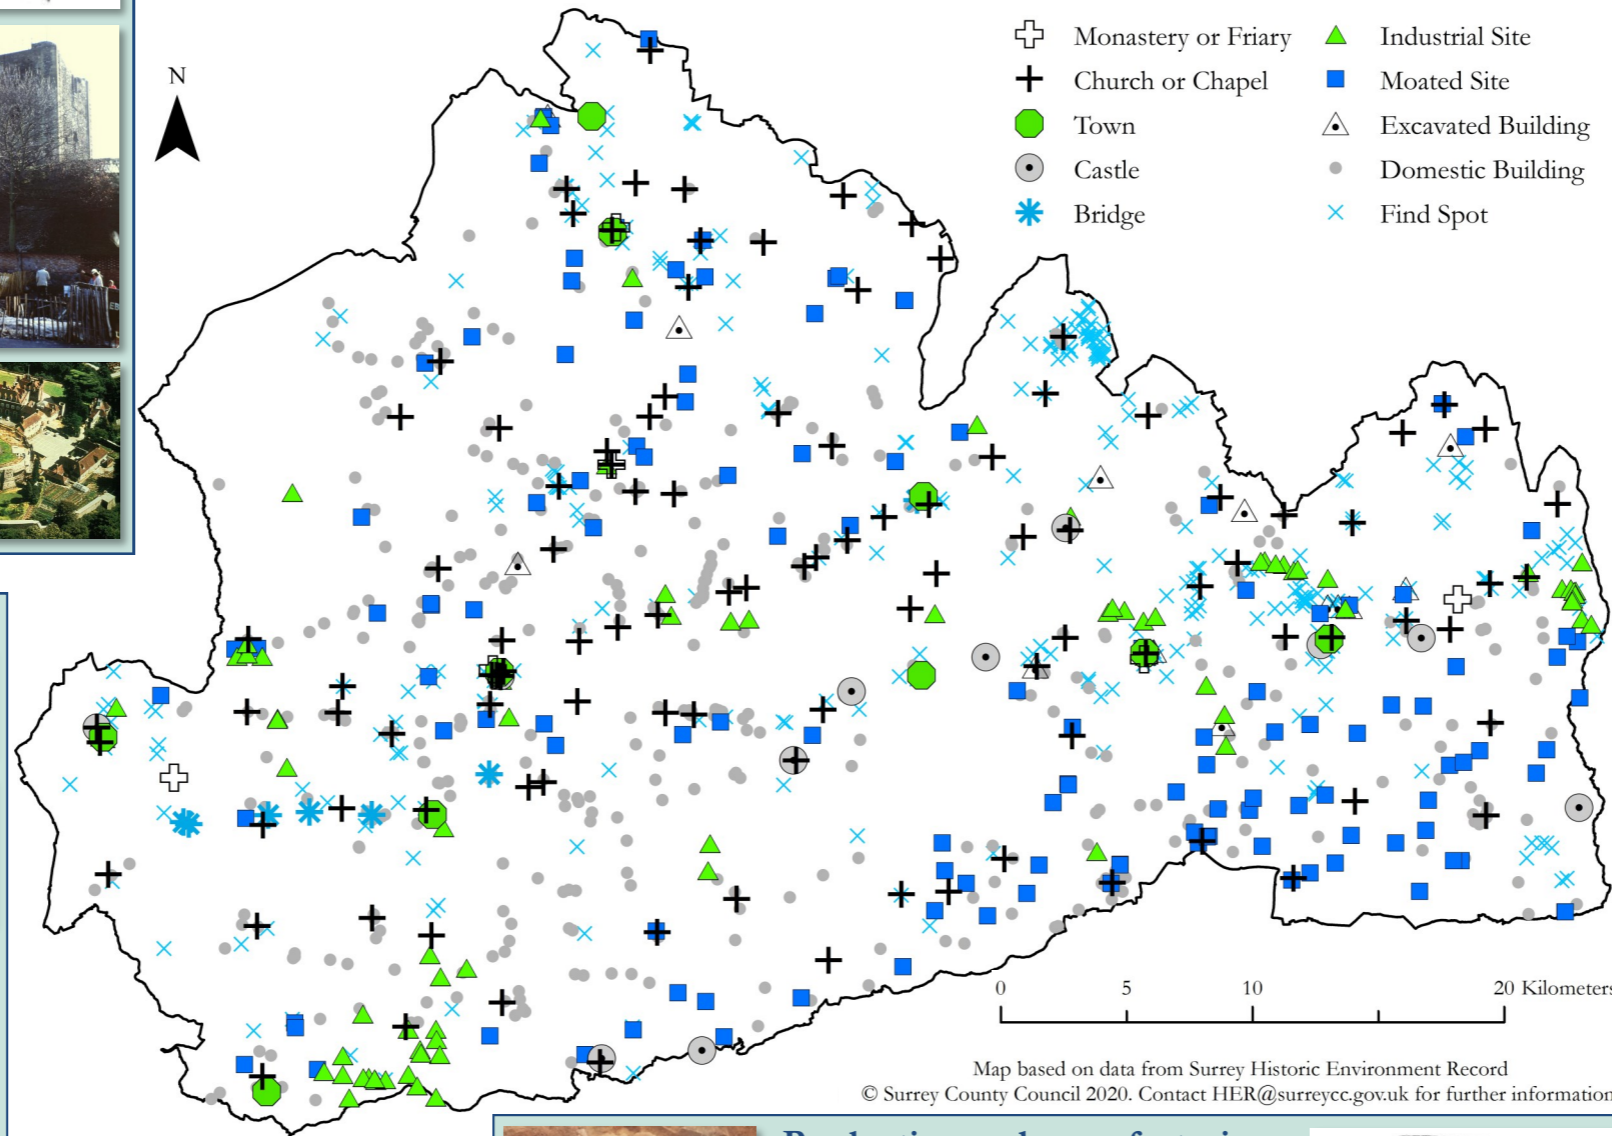 N
Monastery or Friary
Church or Chapel
Town
Castle
Bridge
Industrial Site
Moated Site
Excavated Building
Domestic Building
Find Spot
0 5 10 20 Kilometers
Map based on data from Surrey Historic Environment Record
© Surrey County Council 2020. Contact HER@surreycc.gov.uk for further information